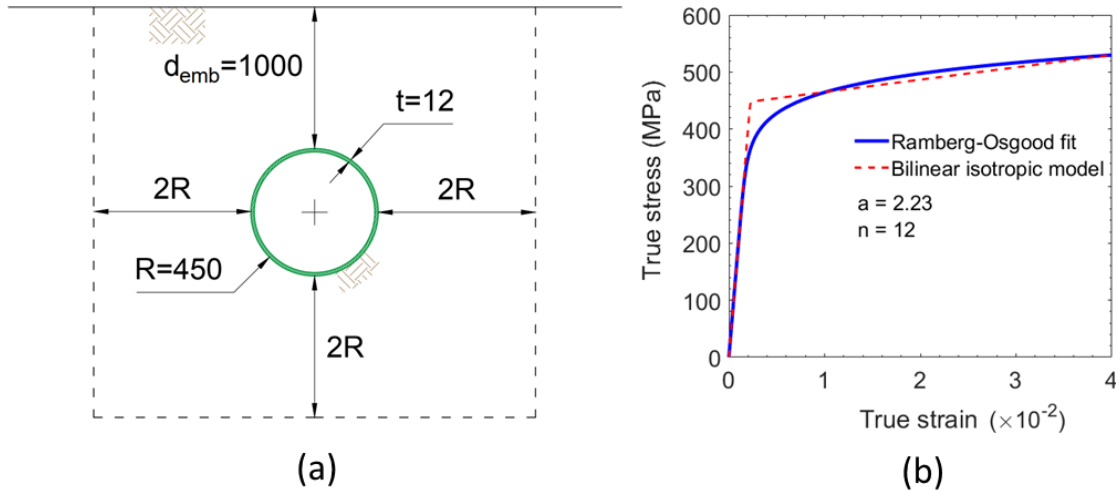 d_emb=1000
t=12
2R
2R
R=450
2R
(a)
600
500
400
300
200
100
0
True stress (MPa)
Ramberg-Osgood fit
Bilinear isotropic model
a = 2.23
n = 12
0
1
2
3
4
True strain (×10^-2)
(b)